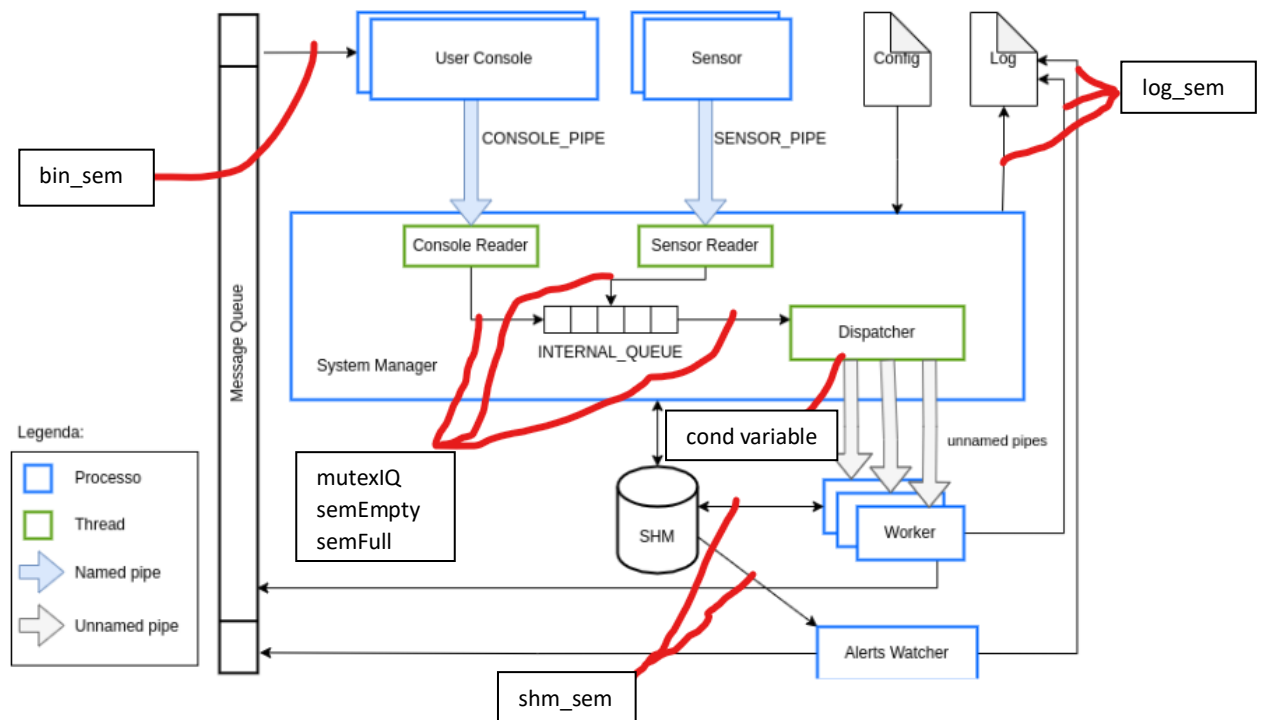 User Console
Sensor
Config
Log
log_sem
CONSOLE_PIPE
SENSOR_PIPE
bin_sem
Console Reader
Sensor Reader
Message Queue
INTERNAL_QUEUE
Dispatcher
System Manager
cond variable
unnamed pipes
mutexIQ
semEmpty
semFull
Legenda:
Processo
Thread
Named pipe
Unnamed pipe
SHM
Worker
Alerts Watcher
shm_sem